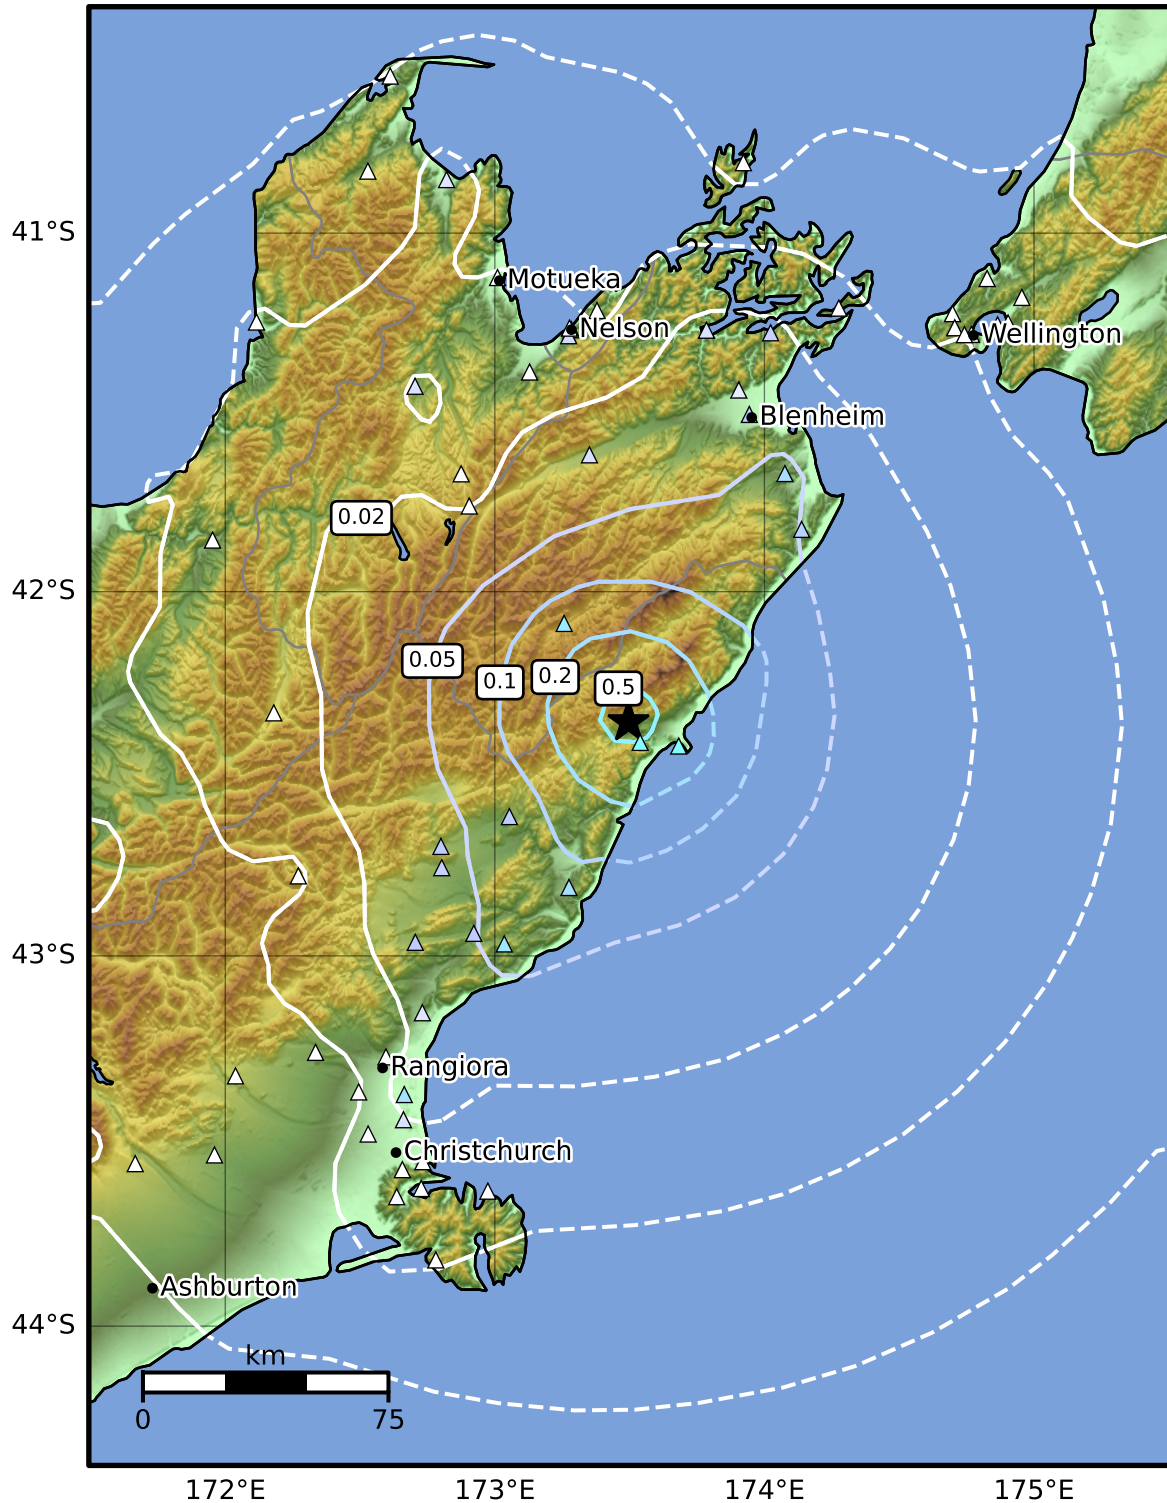 41°S
Motueka
Nelson
Wellington
Blenheim
0.02
42°S
0.05
0.1
0.2
0.5
43°S
Rangiora
Christchurch
Ashburton
44°S
km
0
75
172°E
173°E
174°E
175°E